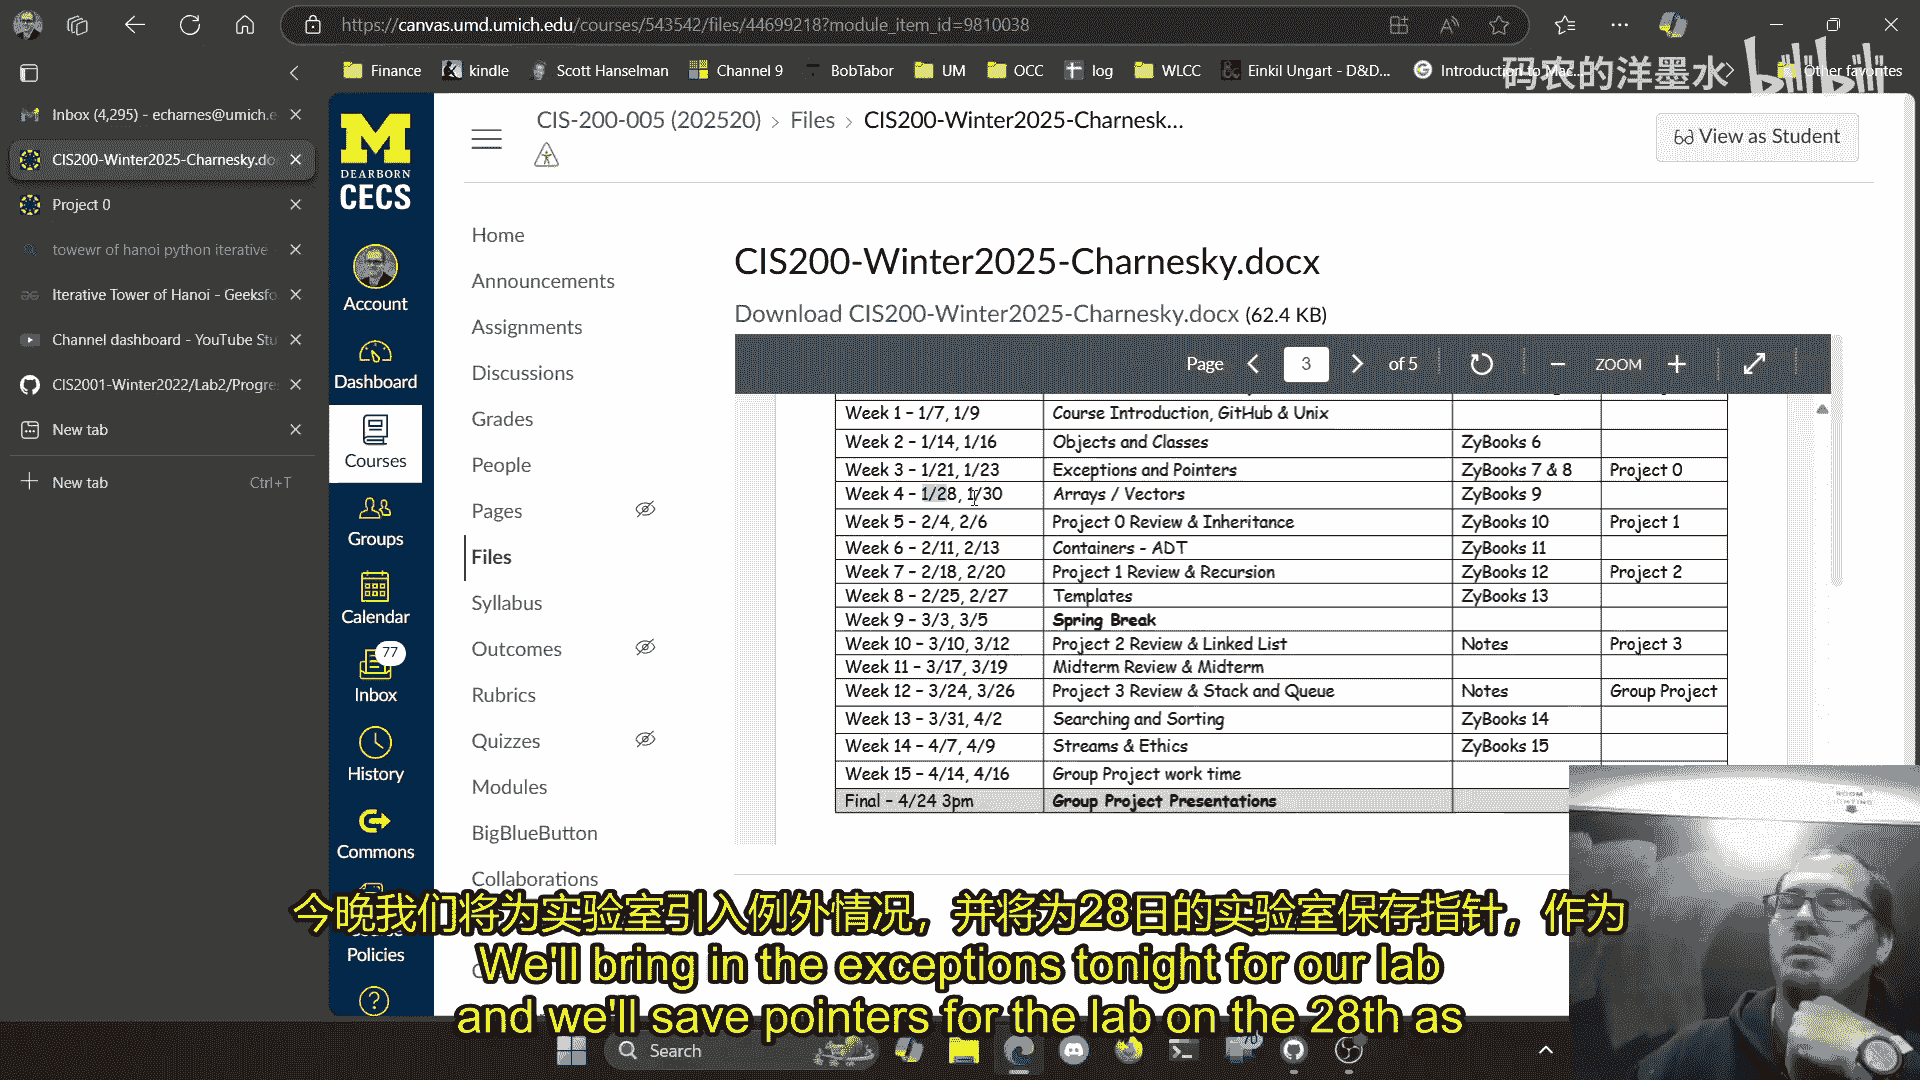 https://canvas.umd.umich.edu/courses/543542/files/44699218?module_item_id=9810038
Finance
kindle
Scott Hanselman
Channel 9
BobTabor
UM
OCC
log
WLCC
Einkil Ungart - D&D...
Introduction to Mac...
Other favorites
码农的洋墨水
bilibili
Inbox (4,295) - echarnes@umich.e
CIS200-Winter2025-Charnesky.do
Project 0
towewr of hanoi python iterative
Iterative Tower of Hanoi - Geeksfo
Channel dashboard - YouTube Stu
CIS2001-Winter2022/Lab2/Progre
New tab
New tab
Ctrl+T
M
DEARBORN
CECS
Account
Dashboard
Courses
Groups
Calendar
77
Inbox
History
Commons
Policies
CIS-200-005 (202520) › Files › CIS200-Winter2025-Charnesk...
View as Student
Home
Announcements
Assignments
Discussions
Grades
People
Pages
Files
Syllabus
Outcomes
Rubrics
Quizzes
Modules
BigBlueButton
Collaborations
CIS200-Winter2025-Charnesky.docx
Download CIS200-Winter2025-Charnesky.docx (62.4 KB)
Page 3 of 5 ZOOM
Week 1 – 1/7, 1/9 Course Introduction, GitHub & Unix
Week 2 – 1/14, 1/16 Objects and Classes ZyBooks 6
Week 3 – 1/21, 1/23 Exceptions and Pointers ZyBooks 7 & 8 Project 0
Week 4 – 1/28, 1/30 Arrays / Vectors ZyBooks 9
Week 5 – 2/4, 2/6 Project 0 Review & Inheritance ZyBooks 10 Project 1
Week 6 – 2/11, 2/13 Containers - ADT ZyBooks 11
Week 7 – 2/18, 2/20 Project 1 Review & Recursion ZyBooks 12 Project 2
Week 8 – 2/25, 2/27 Templates ZyBooks 13
Week 9 – 3/3, 3/5 Spring Break
Week 10 – 3/10, 3/12 Project 2 Review & Linked List Notes Project 3
Week 11 – 3/17, 3/19 Midterm Review & Midterm
Week 12 – 3/24, 3/26 Project 3 Review & Stack and Queue Notes Group Project
Week 13 – 3/31, 4/2 Searching and Sorting ZyBooks 14
Week 14 – 4/7, 4/9 Streams & Ethics ZyBooks 15
Week 15 – 4/14, 4/16 Group Project work time
Final – 4/24 3pm Group Project Presentations
今晚我们将为实验室引入例外情况，并将为28日的实验室保存指针，作为
We'll bring in the exceptions tonight for our lab
and we'll save pointers for the lab on the 28th as
Search